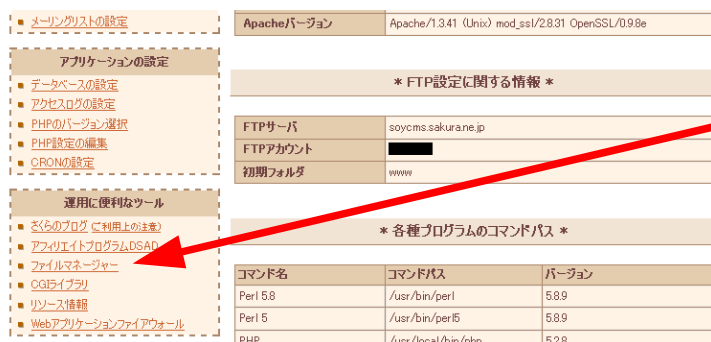 メーリングリストの設定
アプリケーションの設定
データベースの設定
アクセスログの設定
PHPのバージョン選択
PHP設定の編集
CRONの設定
運用に便利なツール
さくらのブログ (ご利用上の注意)
アフィリエイトプログラムDSAD
ファイルマネージャー
CGIライブラリ
リソース情報
Webアプリケーションファイアウォール
Apacheバージョン Apache/1.3.41 (Unix) mod_ssl/2.8.31 OpenSSL/0.9.8e
* FTP設定に関する情報 *
FTPサーバ soycms.sakura.ne.jp
FTPアカウント
初期フォルダ www
* 各種プログラムのコマンドパス *
コマンド名 コマンドパス バージョン
Perl 5.8 /usr/bin/perl 5.8.9
Perl 5 /usr/bin/perl5 5.8.9
PHP /usr/local/bin/php 5.2.8